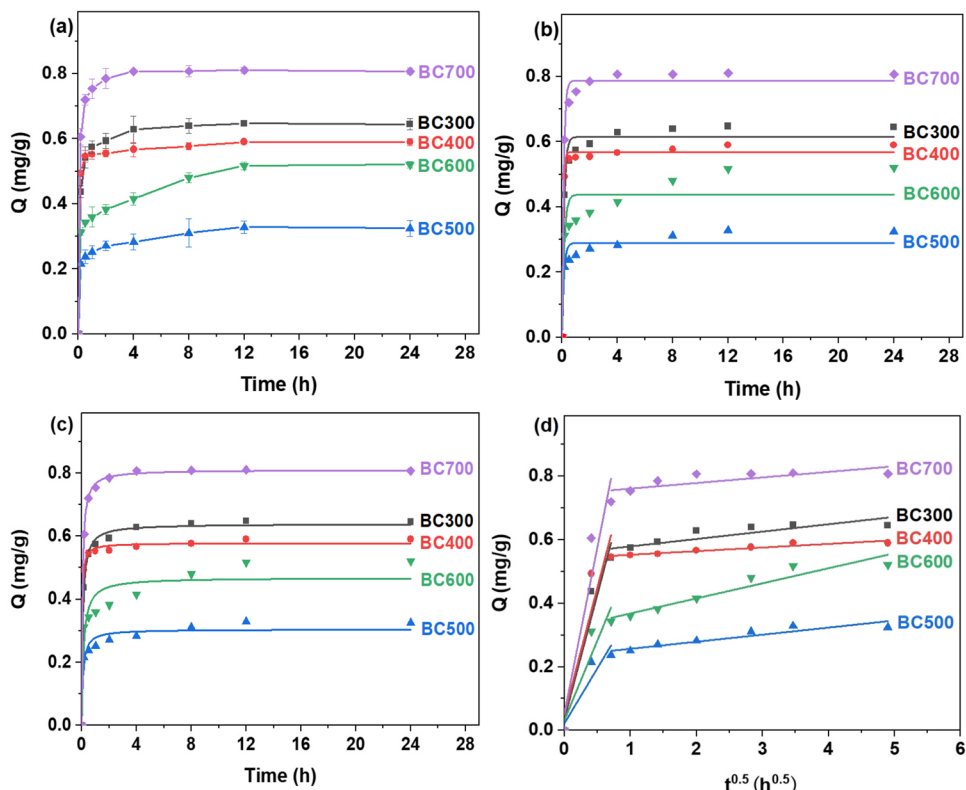 (a)
Q (mg/g)
0.8
0.6
0.4
0.2
0.0
BC700
BC300
BC400
BC600
BC500
0 4 8 12 16 20 24 28
Time (h)
(b)
Q (mg/g)
0.8
0.6
0.4
0.2
0.0
BC700
BC300
BC400
BC600
BC500
0 4 8 12 16 20 24 28
Time (h)
(c)
Q (mg/g)
0.8
0.6
0.4
0.2
0.0
BC700
BC300
BC400
BC600
BC500
0 4 8 12 16 20 24 28
Time (h)
(d)
Q (mg/g)
0.8
0.6
0.4
0.2
0.0
BC700
BC300
BC400
BC600
BC500
0 1 2 3 4 5 6
t^0.5 (h^0.5)